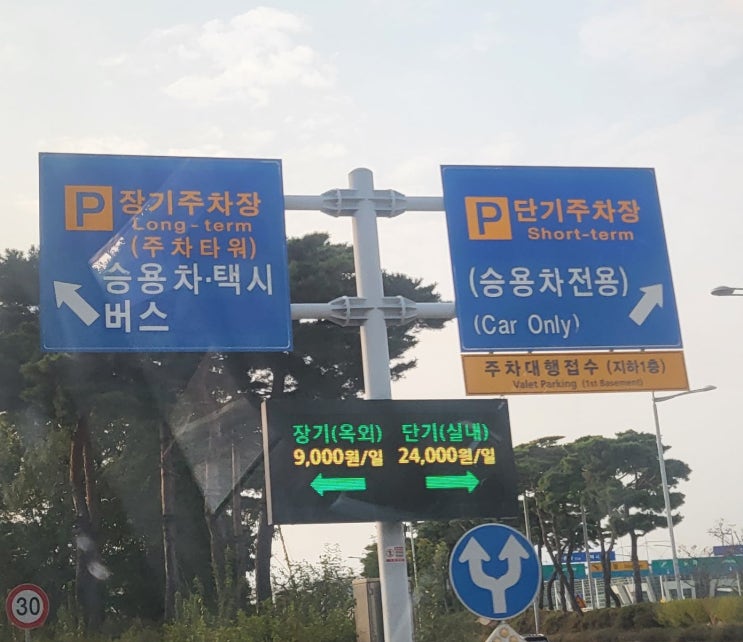 P 장기주차장
Long-term
(주차타워)
승용차·택시
버스
P 단기주차장
Short-term
(승용차전용)
(Car Only)
주차대행접수 (지하1층)
Valet Parking (1st Basement)
장기(옥외) 단기(실내)
9,000원/일 24,000원/일
30